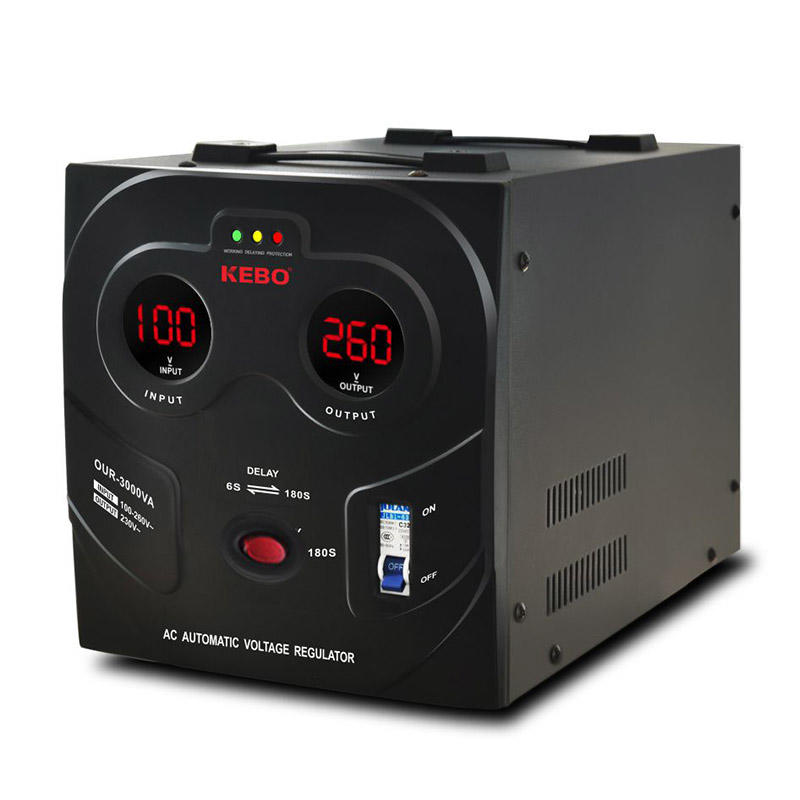 WORKING DELAYING PROTECTION
KEBO®
100
V
INPUT
INPUT
260
V
OUTPUT
OUTPUT
OUR-3000VA
INPUT 100-260V~
OUTPUT 230V~
DELAY
6S 180S
180S
ON
C32
OFF
OFF
AC AUTOMATIC VOLTAGE REGULATOR